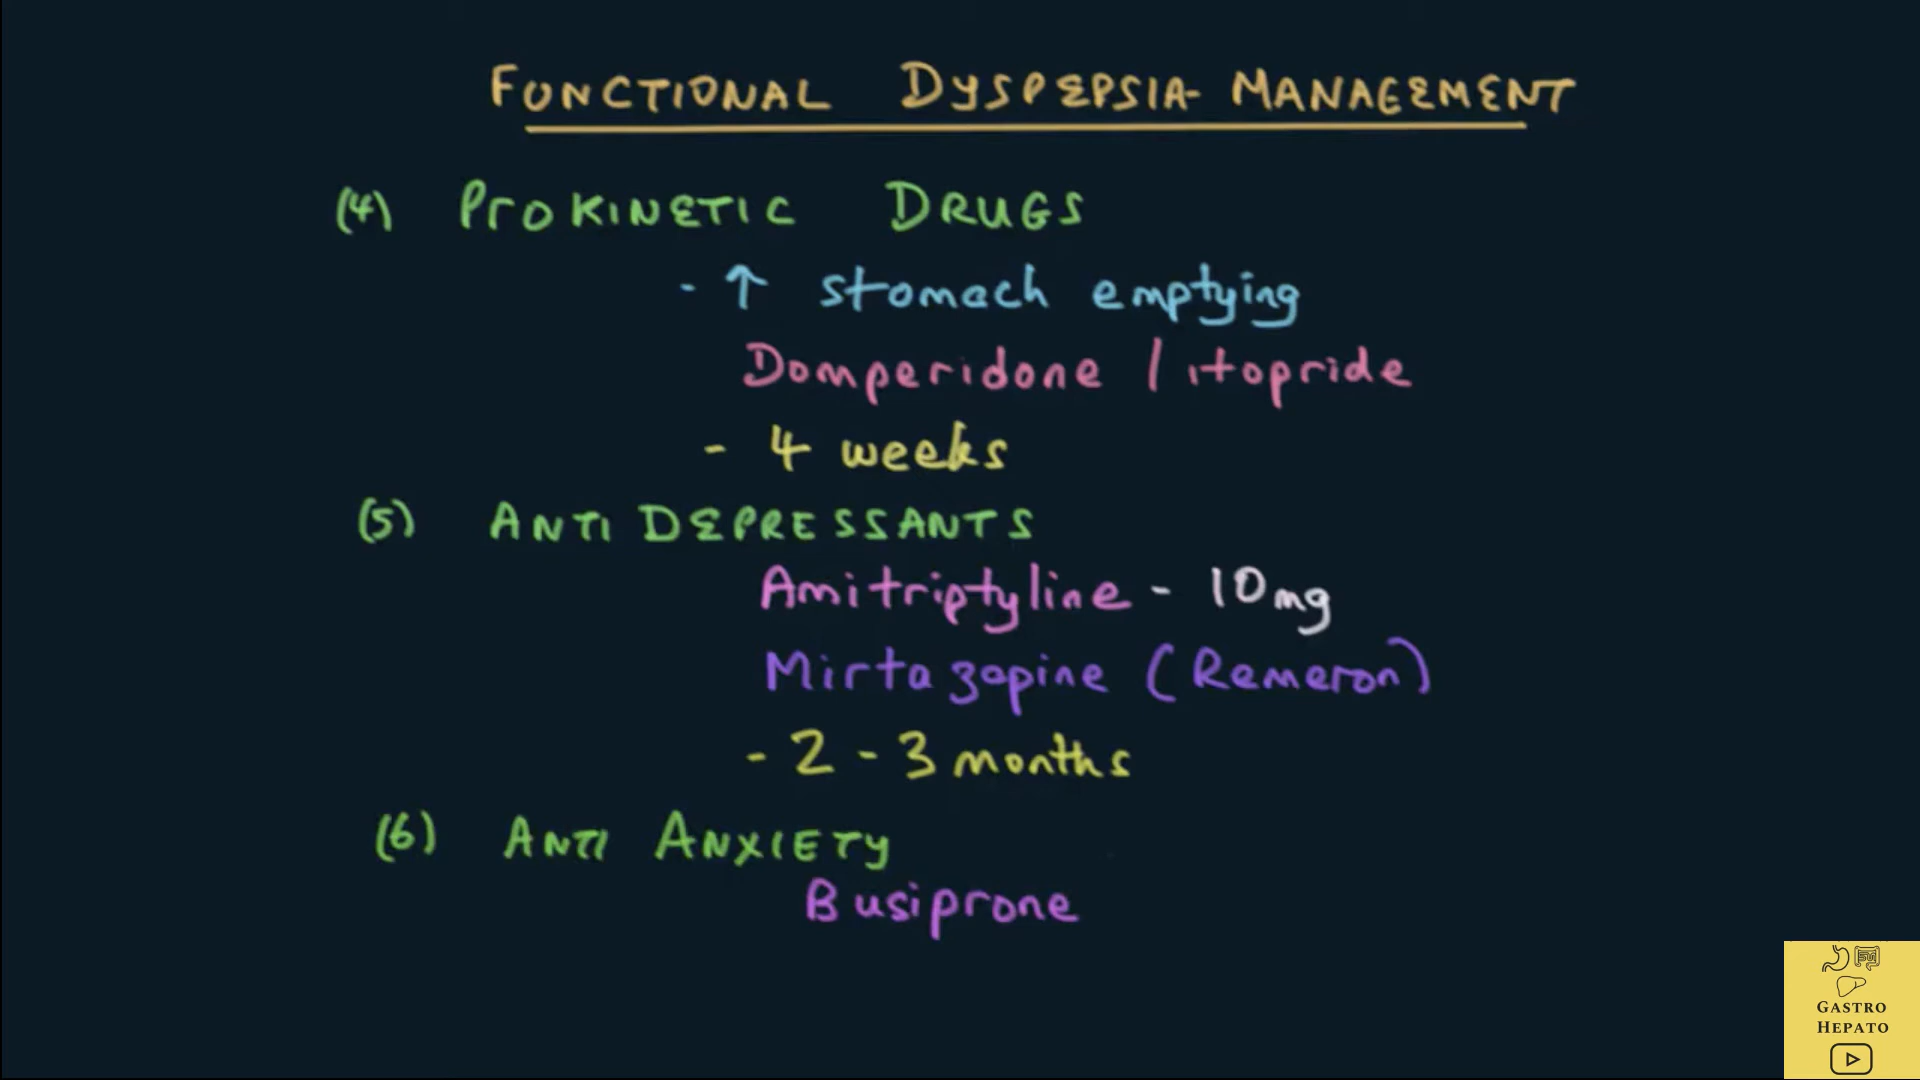 FUNCTIONAL DYSPEPSIA- MANAGEMENT
(4) PROKINETIC DRUGS
- ↑ stomach emptying
Domperidone / itopride
- 4 weeks
(5) ANTI DEPRESSANTS
Amitriptyline - 10mg
Mirtazapine (Remeron)
- 2 - 3 months
(6) ANTI ANXIETY
Busiprone
GASTRO
HEPATO